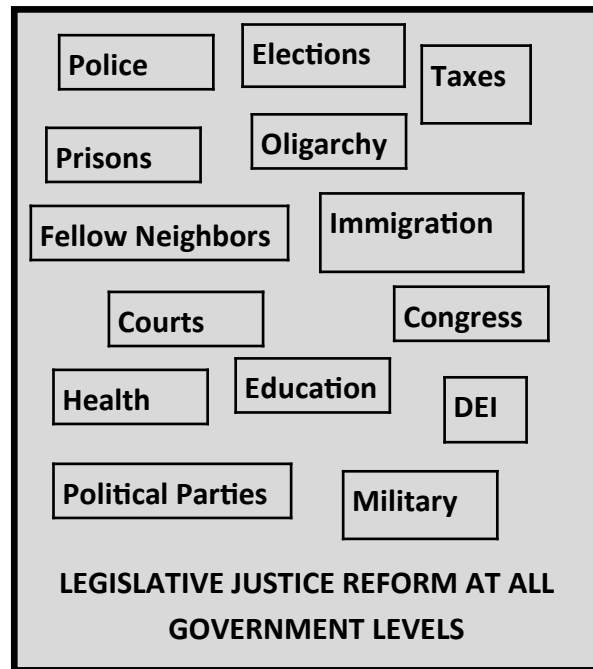 Police
Elections
Taxes
Prisons
Oligarchy
Fellow Neighbors
Immigration
Courts
Congress
Health
Education
DEI
Political Parties
Military
LEGISLATIVE JUSTICE REFORM AT ALL
GOVERNMENT LEVELS